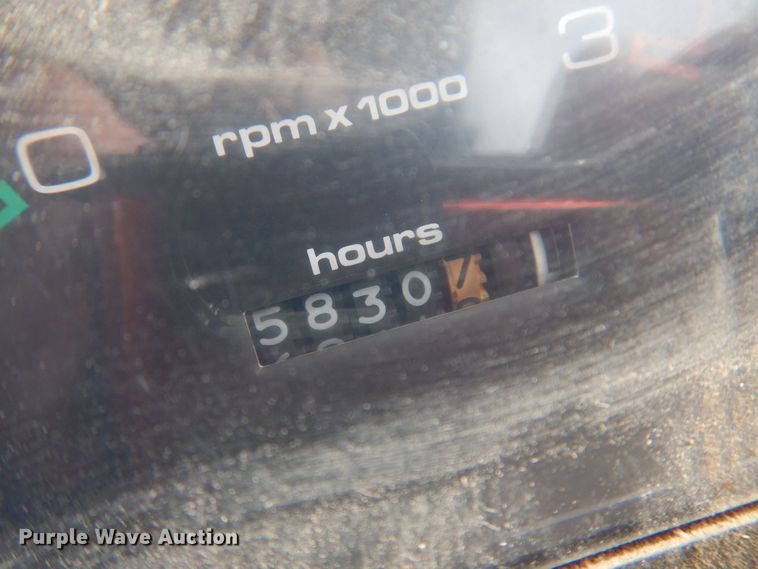 3
rpm x 1000
0
hours
5830
Purple Wave Auction